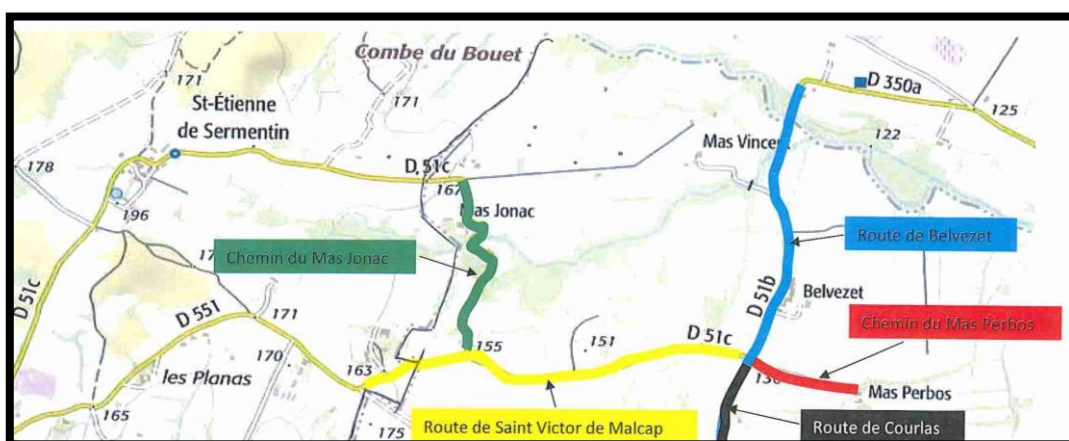 Combe du Bouet
171
St-Étienne
de Sermentin
171
D 350a
125
178
122
D 51c
167
Mas Jonac
196
Route de Belvezet
Chemin du Mas Jonac
D 51b
Belvezet
D 51c
D 551
171
Chemin du Mas Perbos
D 51c
155
151
170
163
les Planas
Mas Perbos
165
175
Route de Saint Victor de Malcap
Route de Courlas